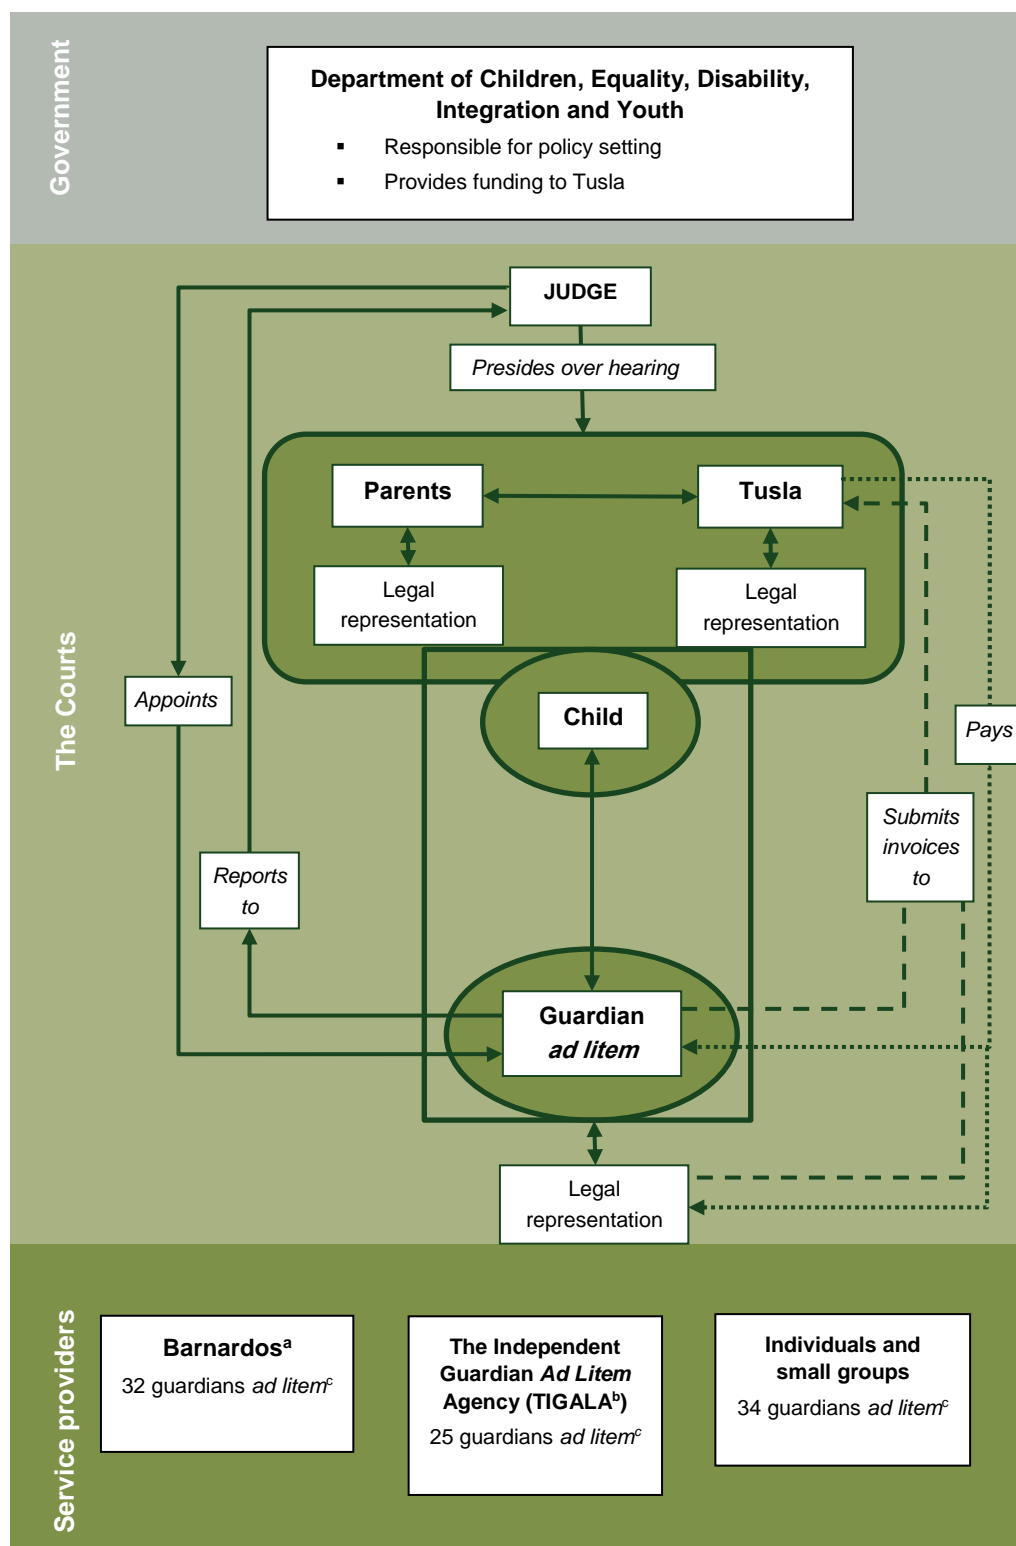 Government
Department of Children, Equality, Disability,
Integration and Youth
▪ Responsible for policy setting
▪ Provides funding to Tusla
The Courts
JUDGE
Presides over hearing
Parents
Tusla
Legal
representation
Legal
representation
Appoints
Child
Pays
Submits
invoices
to
Reports
to
Guardian
ad litem
Legal
representation
Service providers
Barnardosᵃ
32 guardians ad litemᶜ
The Independent
Guardian Ad Litem
Agency (TIGALAᵇ)
25 guardians ad litemᶜ
Individuals and
small groups
34 guardians ad litemᶜ